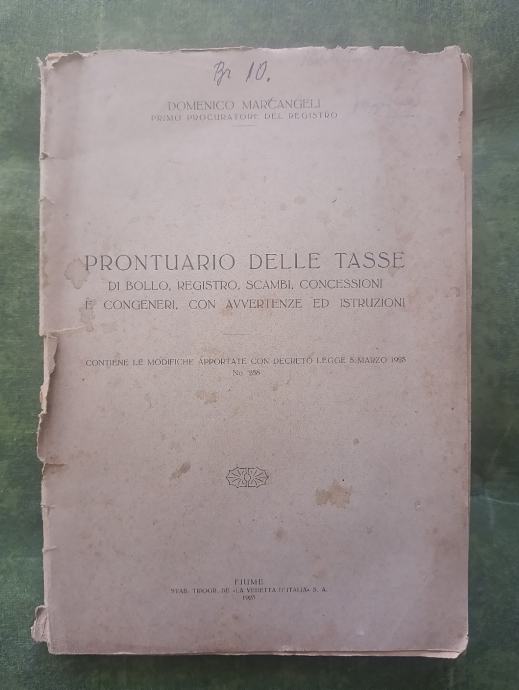 Br 10.
DOMENICO MARCANGELI
PRIMO PROCURATORE DEL REGISTRO
PRONTUARIO DELLE TASSE
DI BOLLO, REGISTRO, SCAMBI, CONCESSIONI
E CONGENERI, CON AVVERTENZE ED ISTRUZIONI
CONTIENE LE MODIFICHE APPORTATE CON DECRETO LEGGE 5 MARZO 1925
No 258
FIUME
STAB. TIPOGR. DE «LA VEDETTA D'ITALIA» S. A.
1925